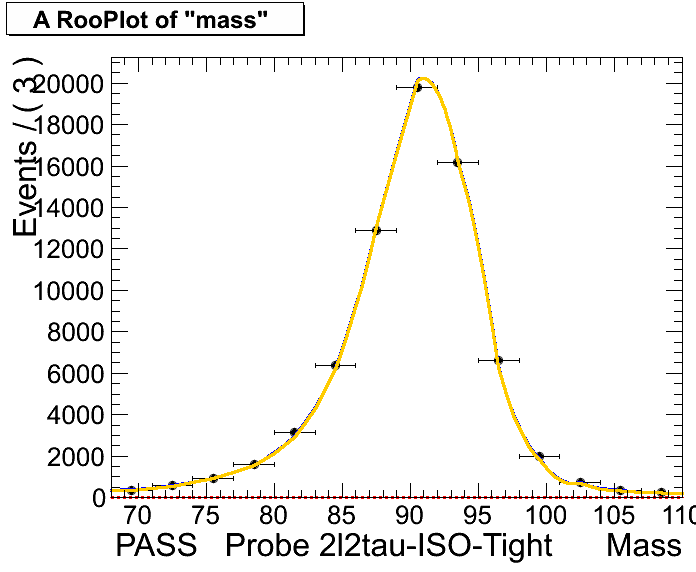 A RooPlot of "mass"
Events / ( 3 )
20000
18000
16000
14000
12000
10000
8000
6000
4000
2000
0
70 75 80 85 90 95 100 105 110
PASS Probe 2l2tau-ISO-Tight Mass